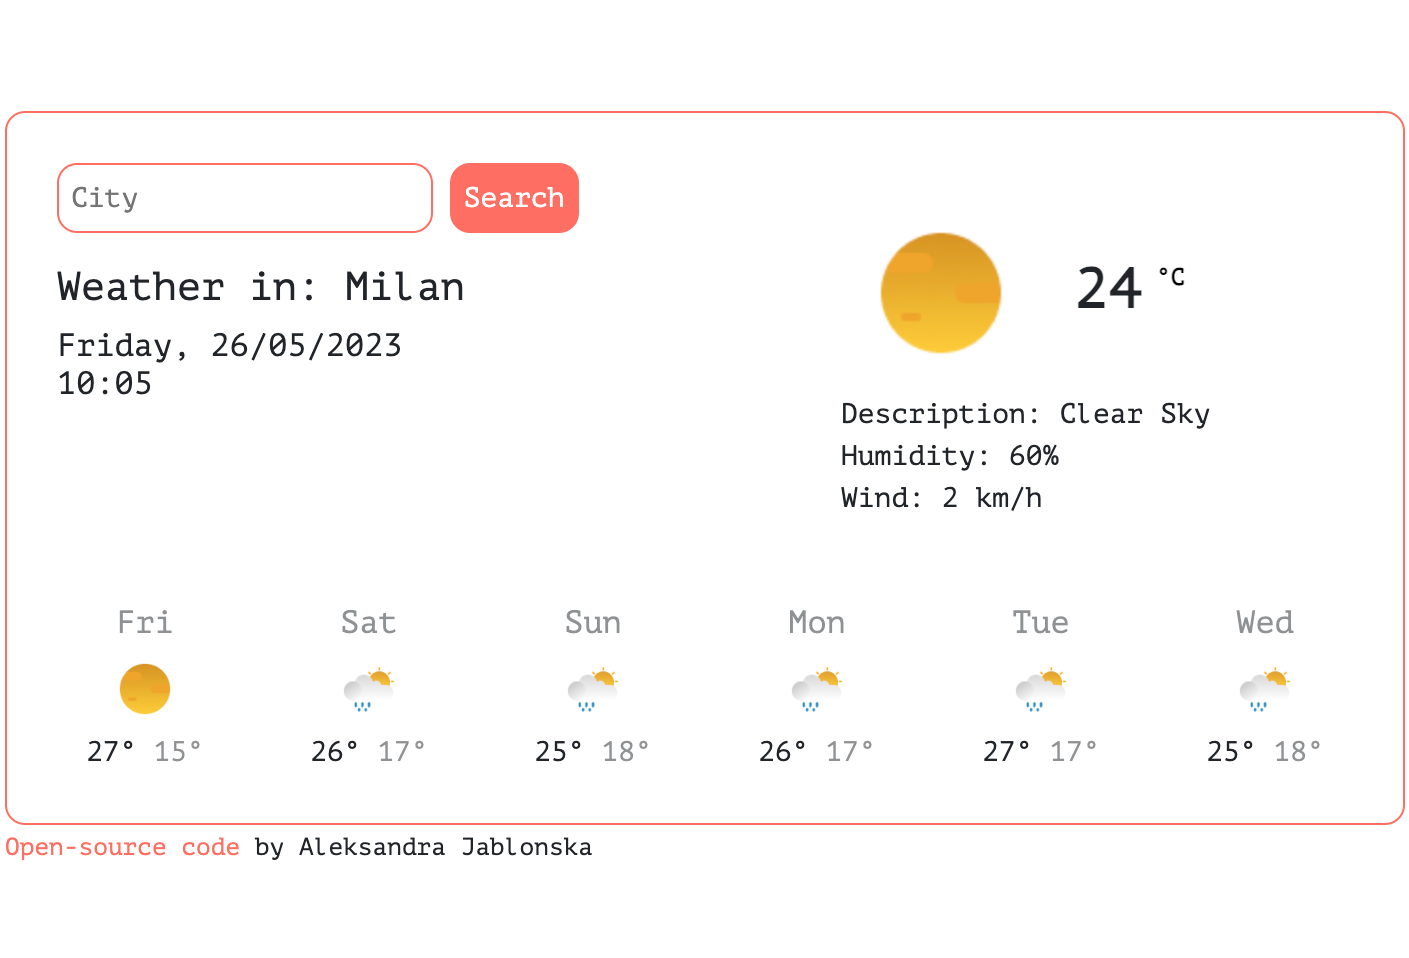 City
Search
Weather in: Milan
Friday, 26/05/2023
10:05
24 °C
Description: Clear Sky
Humidity: 60%
Wind: 2 km/h
Fri Sat Sun Mon Tue Wed
27° 15° 26° 17° 25° 18° 26° 17° 27° 17° 25° 18°
Open-source code by Aleksandra Jablonska